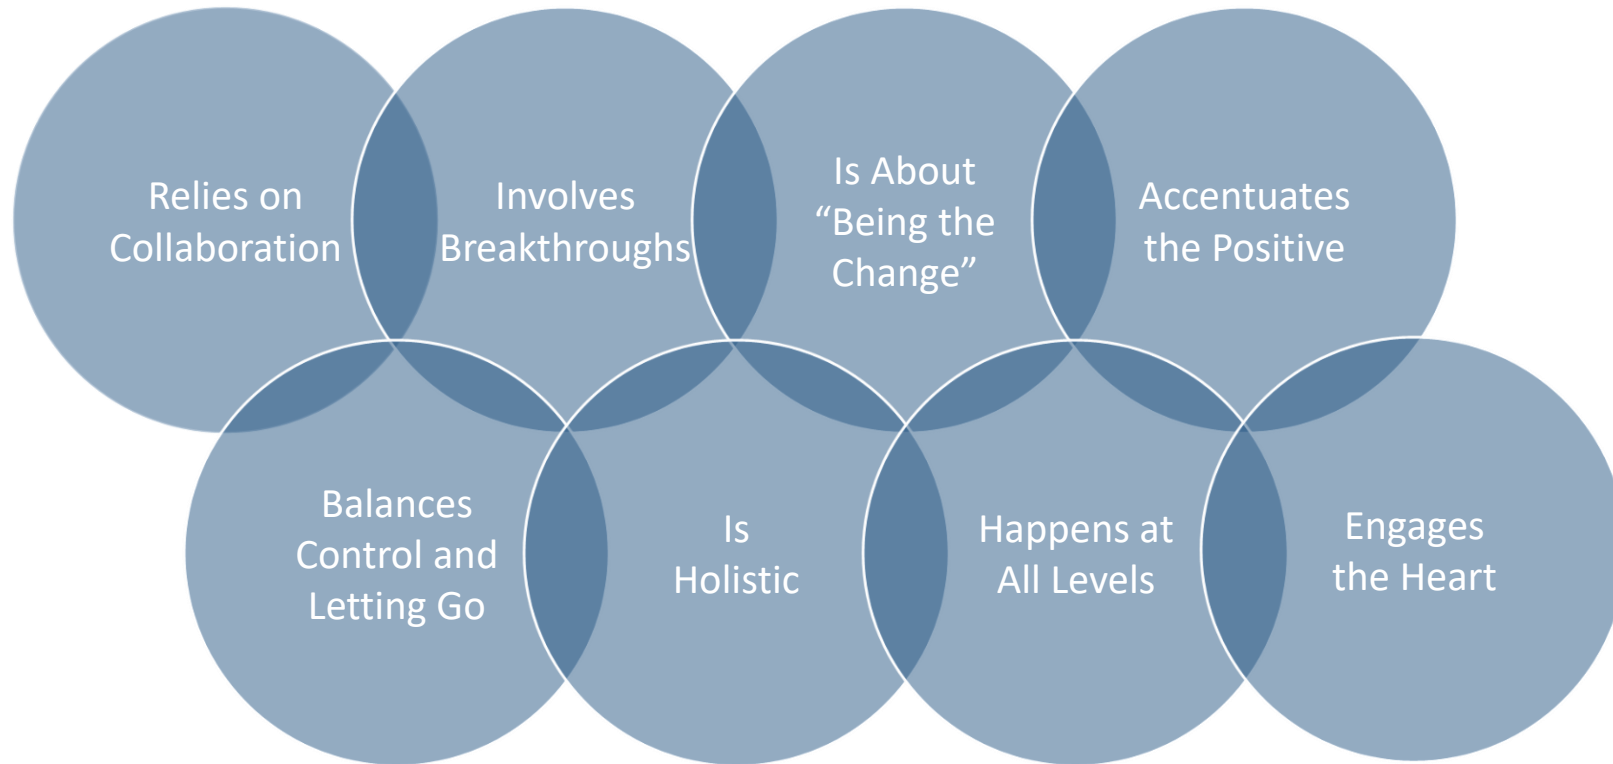 Relies on
Collaboration
Involves
Breakthroughs
Is About
“Being the
Change”
Accentuates
the Positive
Balances
Control and
Letting Go
Is
Holistic
Happens at
All Levels
Engages
the Heart